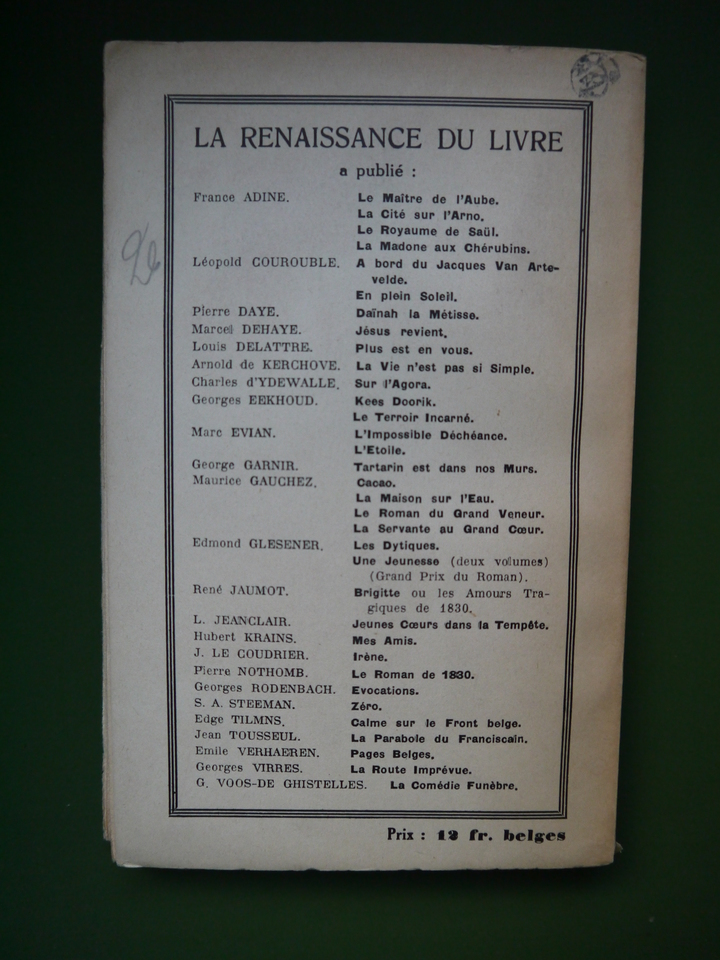 LA RENAISSANCE DU LIVRE
a publié :
France ADINE. Le Maître de l'Aube.
La Cité sur l'Arno.
Le Royaume de Saül.
La Madone aux Chérubins.
Léopold COUROUBLE. A bord du Jacques Van Arte-
velde.
En plein Soleil.
Pierre DAYE. Daïnah la Métisse.
Marcel DEHAYE. Jésus revient.
Louis DELATTRE. Plus est en vous.
Arnold de KERCHOVE. La Vie n'est pas si Simple.
Charles d'YDEWALLE. Sur l'Agora.
Georges EEKHOUD. Kees Doorik.
Le Terroir Incarné.
Marc EVIAN. L'Impossible Déchéance.
L'Etoile.
George GARNIR. Tartarin est dans nos Murs.
Maurice GAUCHEZ. Cacao.
La Maison sur l'Eau.
Le Roman du Grand Veneur.
La Servante au Grand Cœur.
Edmond GLESENER. Les Dytiques.
Une Jeunesse (deux volumes)
(Grand Prix du Roman).
René JAUMOT. Brigitte ou les Amours Tra-
giques de 1830.
L. JEANCLAIR. Jeunes Cœurs dans la Tempête.
Hubert KRAINS. Mes Amis.
J. LE COUDRIER. Irène.
Pierre NOTHOMB. Le Roman de 1830.
Georges RODENBACH. Evocations.
S. A. STEEMAN. Zéro.
Edge TILMNS. Calme sur le Front belge.
Jean TOUSSEUL. La Parabole du Franciscain.
Emile VERHAEREN. Pages Belges.
Georges VIRRES. La Route Imprévue.
G. VOOS-DE GHISTELLES. La Comédie Funèbre.
Prix : 12 fr. belges